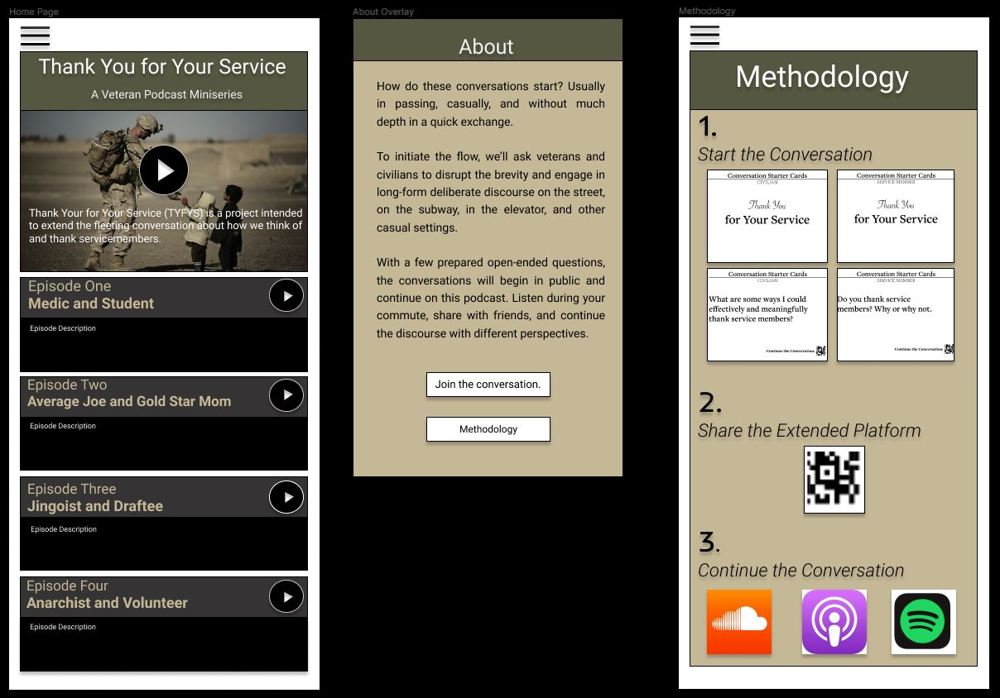 Home Page
Thank You for Your Service
A Veteran Podcast Miniseries
Thank Your for Your Service (TYFYS) is a project intended
to extend the fleeting conversation about how we think of
and thank servicemembers.
Episode One
Medic and Student
Episode Description
Episode Two
Average Joe and Gold Star Mom
Episode Description
Episode Three
Jingoist and Draftee
Episode Description
Episode Four
Anarchist and Volunteer
Episode Description
About Overlay
About
How do these conversations start? Usually
in passing, casually, and without much
depth in a quick exchange.
To initiate the flow, we’ll ask veterans and
civilians to disrupt the brevity and engage in
long-form deliberate discourse on the street,
on the subway, in the elevator, and other
casual settings.
With a few prepared open-ended questions,
the conversations will begin in public and
continue on this podcast. Listen during your
commute, share with friends, and continue
the discourse with different perspectives.
Join the conversation.
Methodology
Methodology
Methodology
1.
Start the Conversation
Conversation Starter Cards
CIVILIAN
Thank You
for Your Service
Conversation Starter Cards
SERVICE MEMBER
Thank You
for Your Service
Conversation Starter Cards
CIVILIAN
What are some ways I could
effectively and meaningfully
thank service members?
Continue the Conversation:
Conversation Starter Cards
SERVICE MEMBER
Do you thank service
members? Why or why not.
Continue the Conversation:
2.
Share the Extended Platform
3.
Continue the Conversation